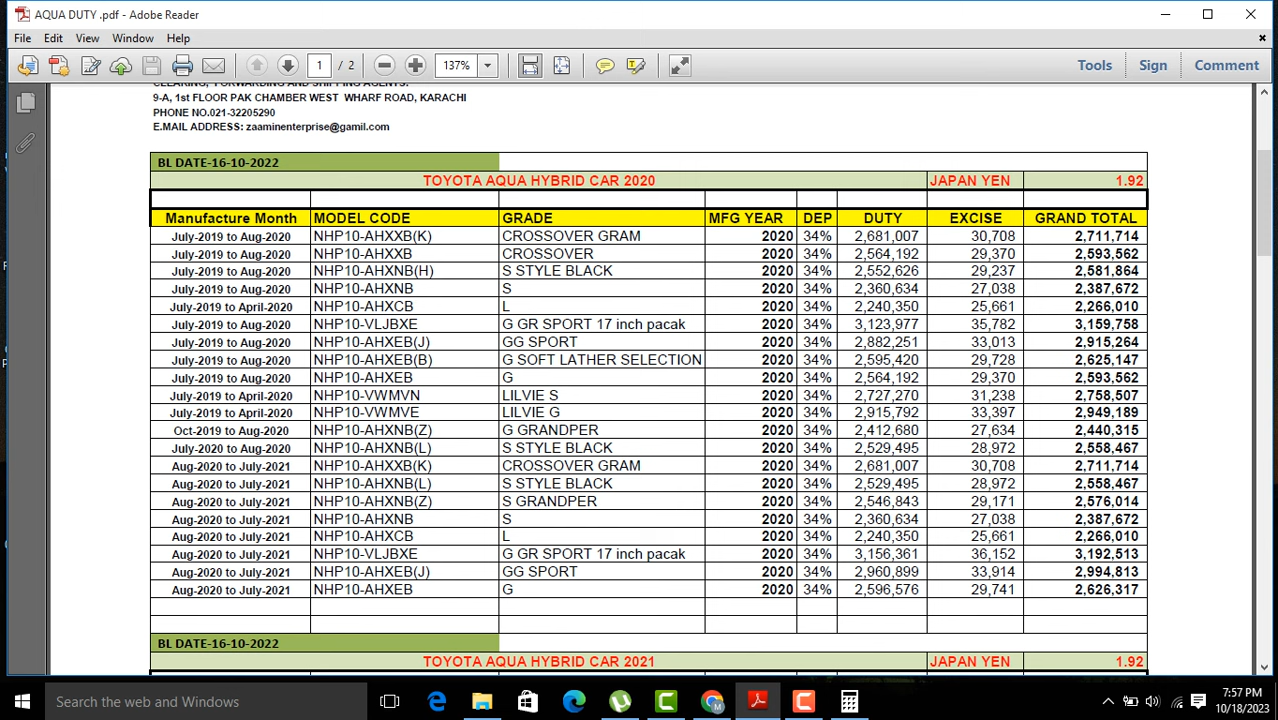 AQUA DUTY .pdf - Adobe Reader
File Edit View Window Help
1 / 2 137% Tools Sign Comment
CLEARING, FORWARDING AND SHIPPING AGENTS.
9-A, 1st FLOOR PAK CHAMBER WEST WHARF ROAD, KARACHI
PHONE NO.021-32205290
E.MAIL ADDRESS: zaaminenterprise@gamil.com
BL DATE-16-10-2022
TOYOTA AQUA HYBRID CAR 2020 JAPAN YEN 1.92
Manufacture Month MODEL CODE GRADE MFG YEAR DEP DUTY EXCISE GRAND TOTAL
July-2019 to Aug-2020 NHP10-AHXXB(K) CROSSOVER GRAM 2020 34% 2,681,007 30,708 2,711,714
July-2019 to Aug-2020 NHP10-AHXXB CROSSOVER 2020 34% 2,564,192 29,370 2,593,562
July-2019 to Aug-2020 NHP10-AHXNB(H) S STYLE BLACK 2020 34% 2,552,626 29,237 2,581,864
July-2019 to Aug-2020 NHP10-AHXNB S 2020 34% 2,360,634 27,038 2,387,672
July-2019 to April-2020 NHP10-AHXCB L 2020 34% 2,240,350 25,661 2,266,010
July-2019 to Aug-2020 NHP10-VLJBXE G GR SPORT 17 inch pacak 2020 34% 3,123,977 35,782 3,159,758
July-2019 to Aug-2020 NHP10-AHXEB(J) GG SPORT 2020 34% 2,882,251 33,013 2,915,264
July-2019 to Aug-2020 NHP10-AHXEB(B) G SOFT LATHER SELECTION 2020 34% 2,595,420 29,728 2,625,147
July-2019 to Aug-2020 NHP10-AHXEB G 2020 34% 2,564,192 29,370 2,593,562
July-2019 to April-2020 NHP10-VWMVN LILVIE S 2020 34% 2,727,270 31,238 2,758,507
July-2019 to April-2020 NHP10-VWMVE LILVIE G 2020 34% 2,915,792 33,397 2,949,189
Oct-2019 to Aug-2020 NHP10-AHXNB(Z) G GRANDPER 2020 34% 2,412,680 27,634 2,440,315
July-2020 to Aug-2020 NHP10-AHXNB(L) S STYLE BLACK 2020 34% 2,529,495 28,972 2,558,467
Aug-2020 to July-2021 NHP10-AHXXB(K) CROSSOVER GRAM 2020 34% 2,681,007 30,708 2,711,714
Aug-2020 to July-2021 NHP10-AHXNB(L) S STYLE BLACK 2020 34% 2,529,495 28,972 2,558,467
Aug-2020 to July-2021 NHP10-AHXNB(Z) S GRANDPER 2020 34% 2,546,843 29,171 2,576,014
Aug-2020 to July-2021 NHP10-AHXNB S 2020 34% 2,360,634 27,038 2,387,672
Aug-2020 to July-2021 NHP10-AHXCB L 2020 34% 2,240,350 25,661 2,266,010
Aug-2020 to July-2021 NHP10-VLJBXE G GR SPORT 17 inch pacak 2020 34% 3,156,361 36,152 3,192,513
Aug-2020 to July-2021 NHP10-AHXEB(J) GG SPORT 2020 34% 2,960,899 33,914 2,994,813
Aug-2020 to July-2021 NHP10-AHXEB G 2020 34% 2,596,576 29,741 2,626,317
BL DATE-16-10-2022
TOYOTA AQUA HYBRID CAR 2021 JAPAN YEN 1.92
Search the web and Windows
7:57 PM
10/18/2023